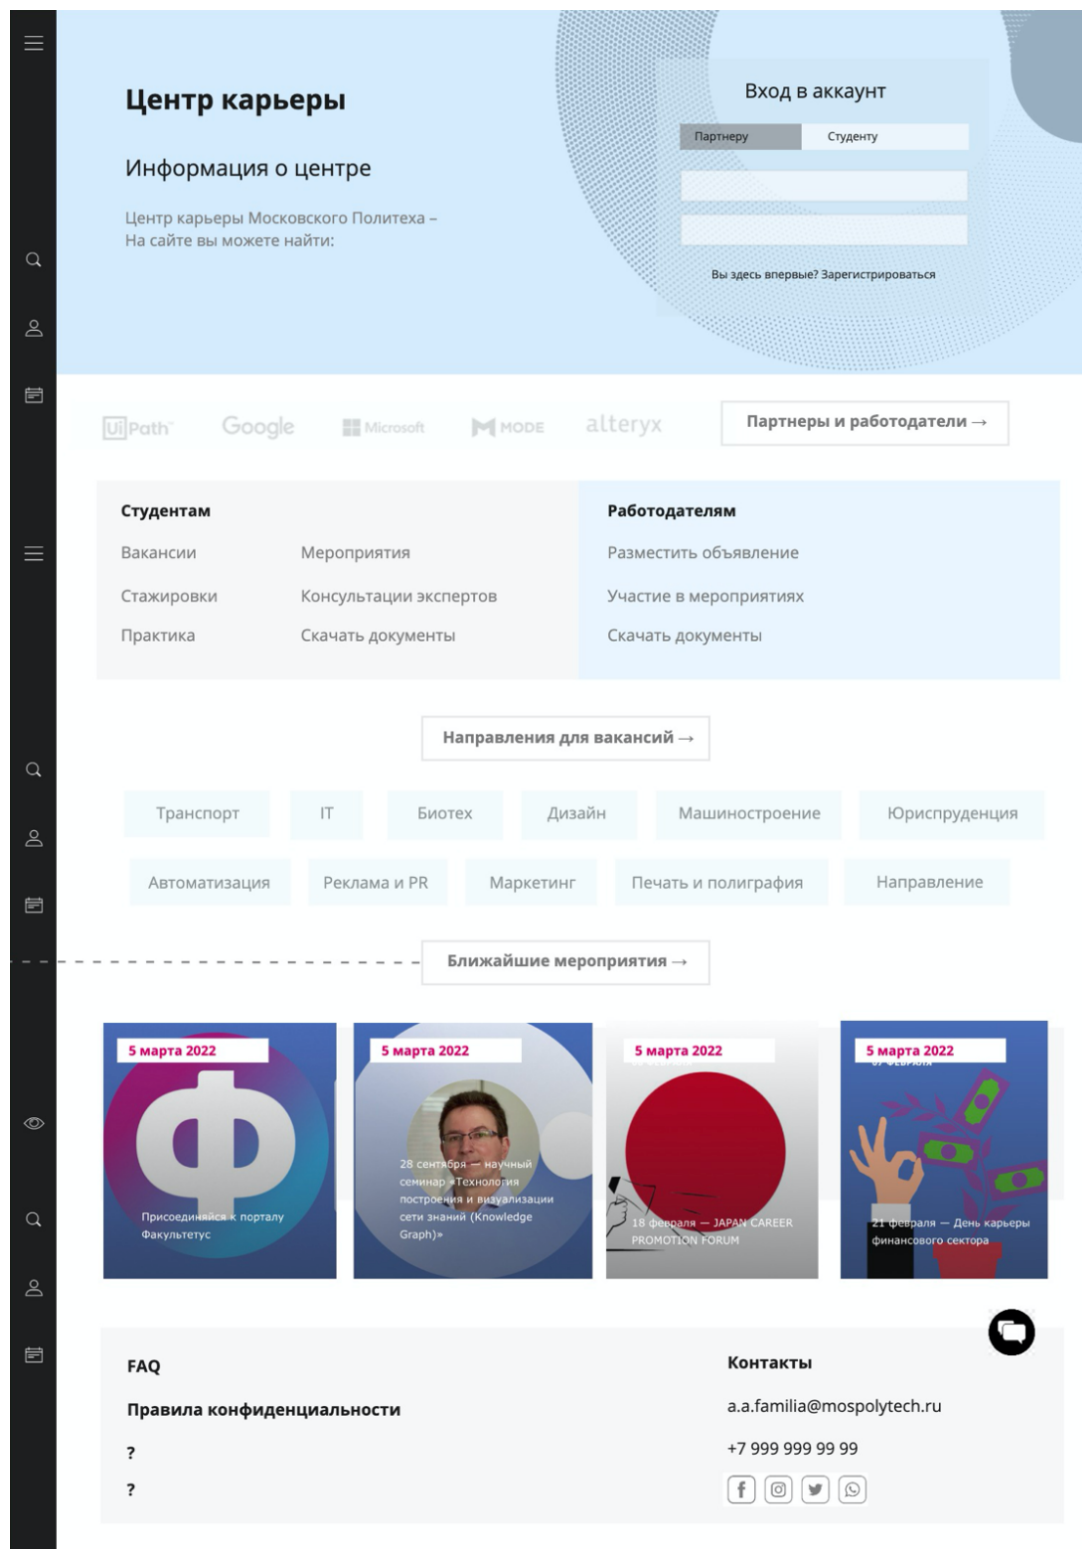 Центр карьеры
Информация о центре
Центр карьеры Московского Политеха –
На сайте вы можете найти:
Вход в аккаунт
Партнеру Студенту
Вы здесь впервые? Зарегистрироваться
UiPath™ Google Microsoft MODE alteryx Партнеры и работодатели →
Студентам
Вакансии Мероприятия
Стажировки Консультации экспертов
Практика Скачать документы
Работодателям
Разместить объявление
Участие в мероприятиях
Скачать документы
Направления для вакансий →
Транспорт IT Биотех Дизайн Машиностроение Юриспруденция
Автоматизация Реклама и PR Маркетинг Печать и полиграфия Направление
Ближайшие мероприятия →
5 марта 2022
Ф
Присоединяйся к порталу
Факультетус
5 марта 2022
28 сентября — научный
семинар «Технология
построения и визуализации
сети знаний (Knowledge
Graph)»
5 марта 2022
18 февраля — JAPAN CAREER
PROMOTION FORUM
5 марта 2022
21 февраля — День карьеры
финансового сектора
FAQ
Правила конфиденциальности
?
?
Контакты
a.a.familia@mospolytech.ru
+7 999 999 99 99